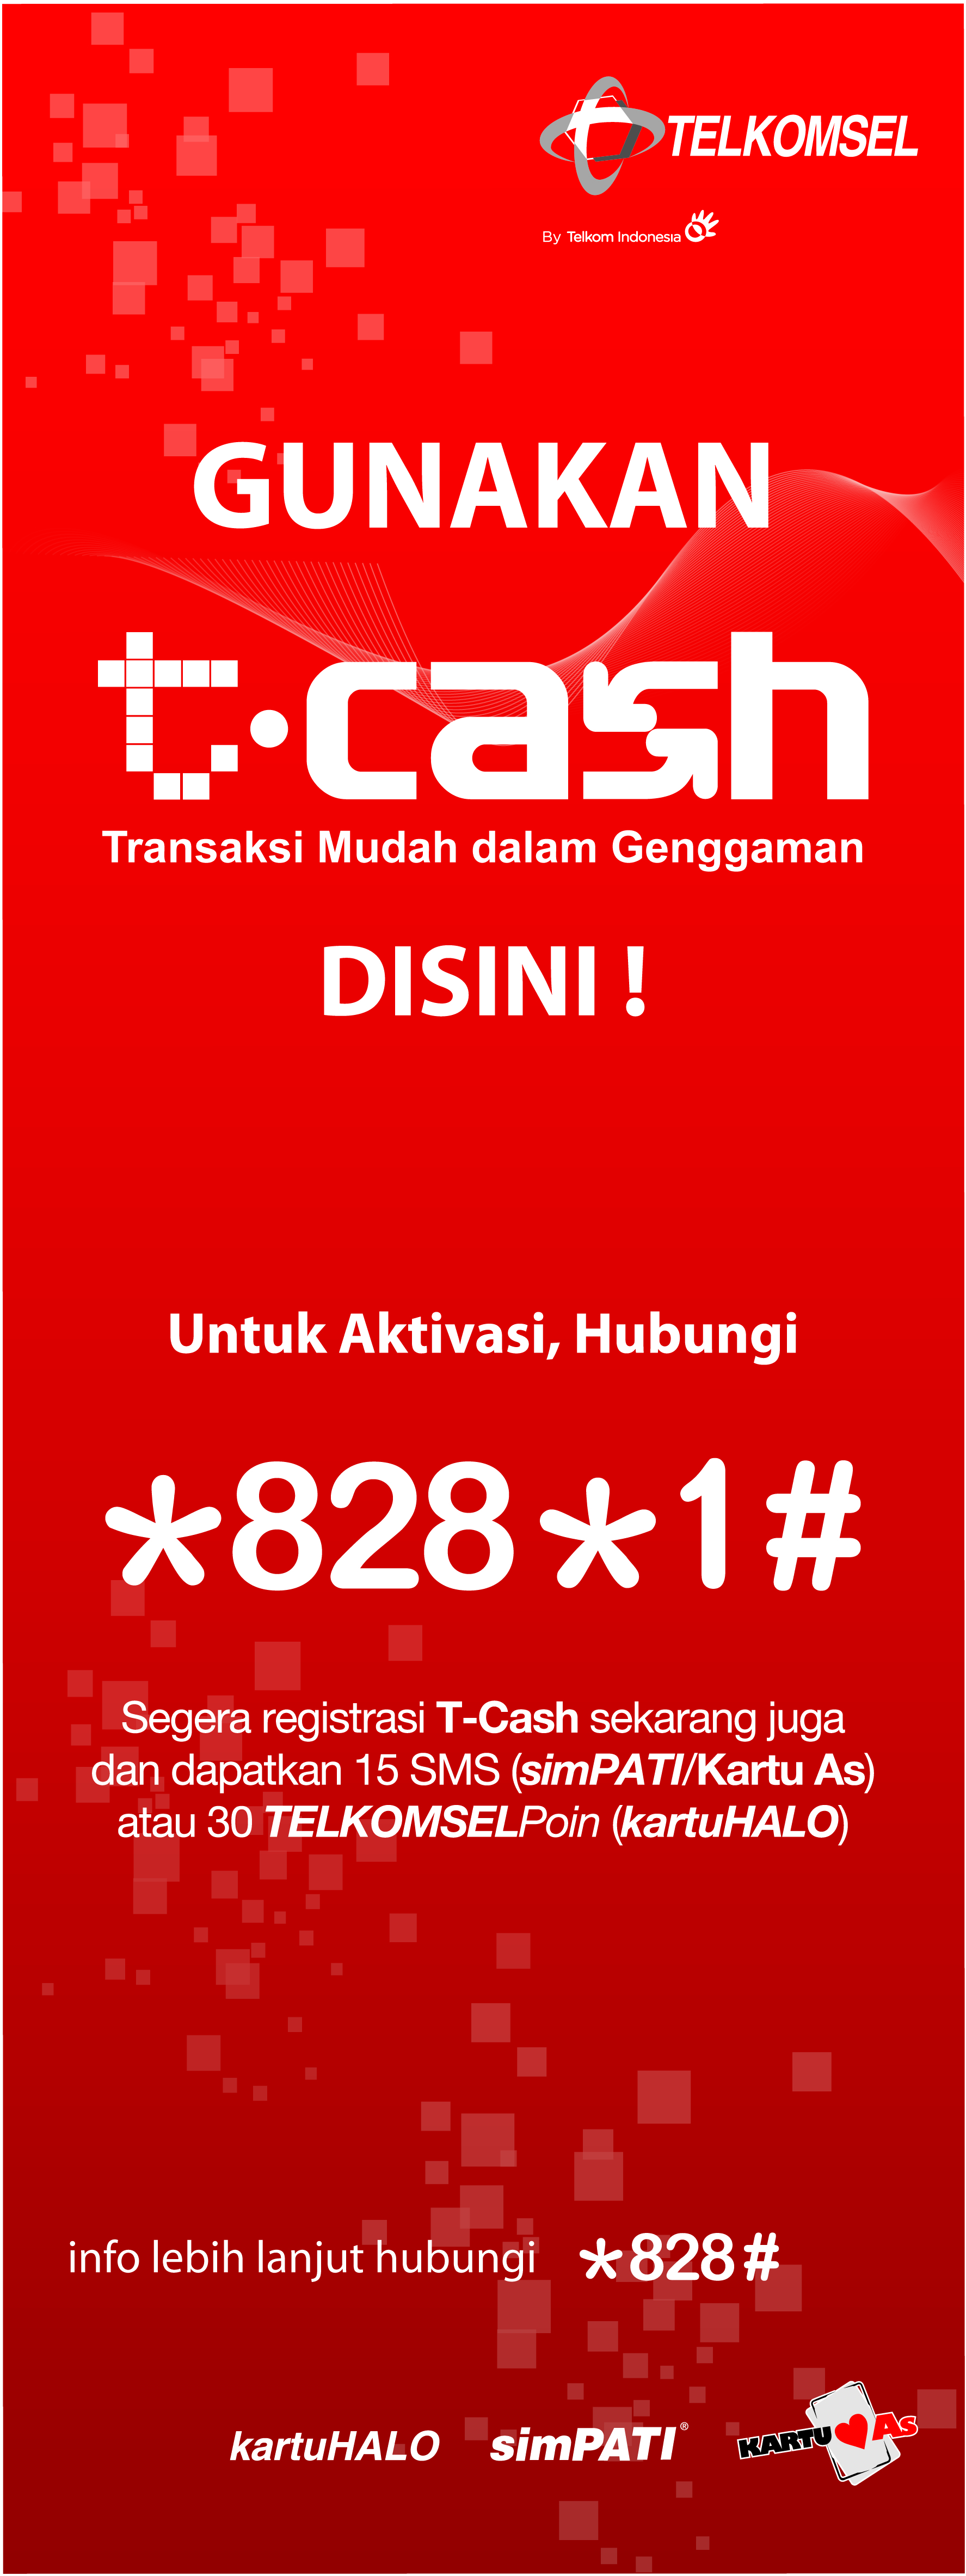 TELKOMSEL
By Telkom Indonesia
GUNAKAN
t-cash
Transaksi Mudah dalam Genggaman
DISINI !
Untuk Aktivasi, Hubungi
*828*1#
Segera registrasi T-Cash sekarang juga
dan dapatkan 15 SMS (simPATI/Kartu As)
atau 30 TELKOMSELPoin (kartuHALO)
info lebih lanjut hubungi *828#
kartuHALO simPATI® KARTU As